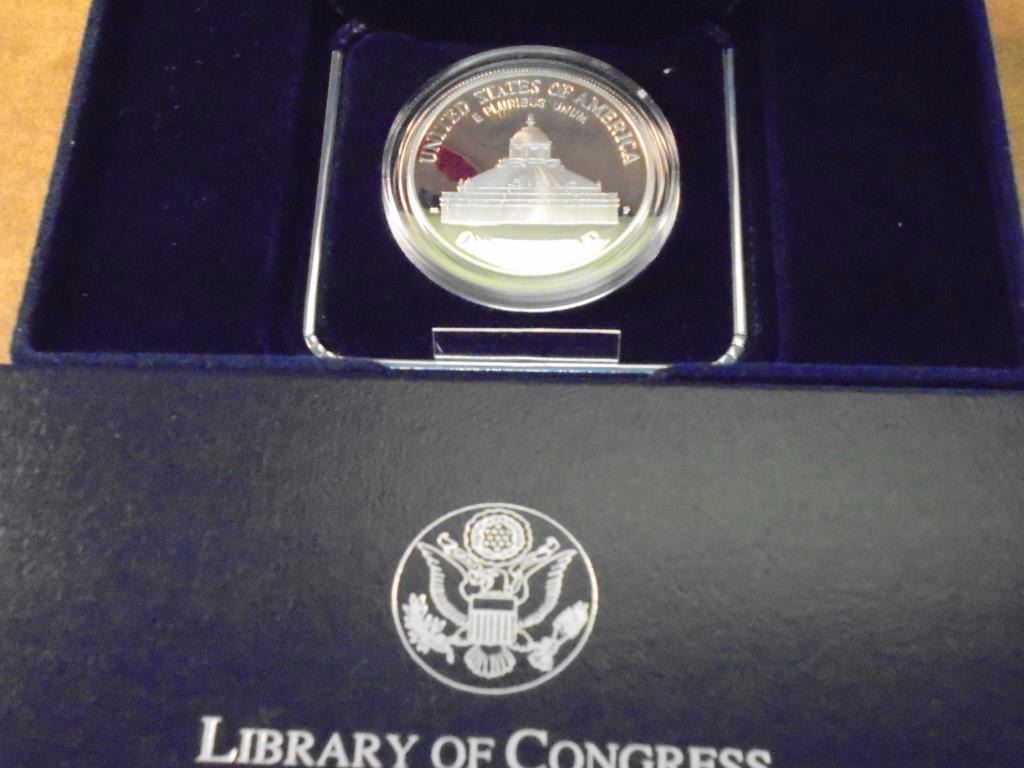 UNITED STATES OF AMERICA
E PLURIBUS UNUM
LIBRARY OF CONGRESS